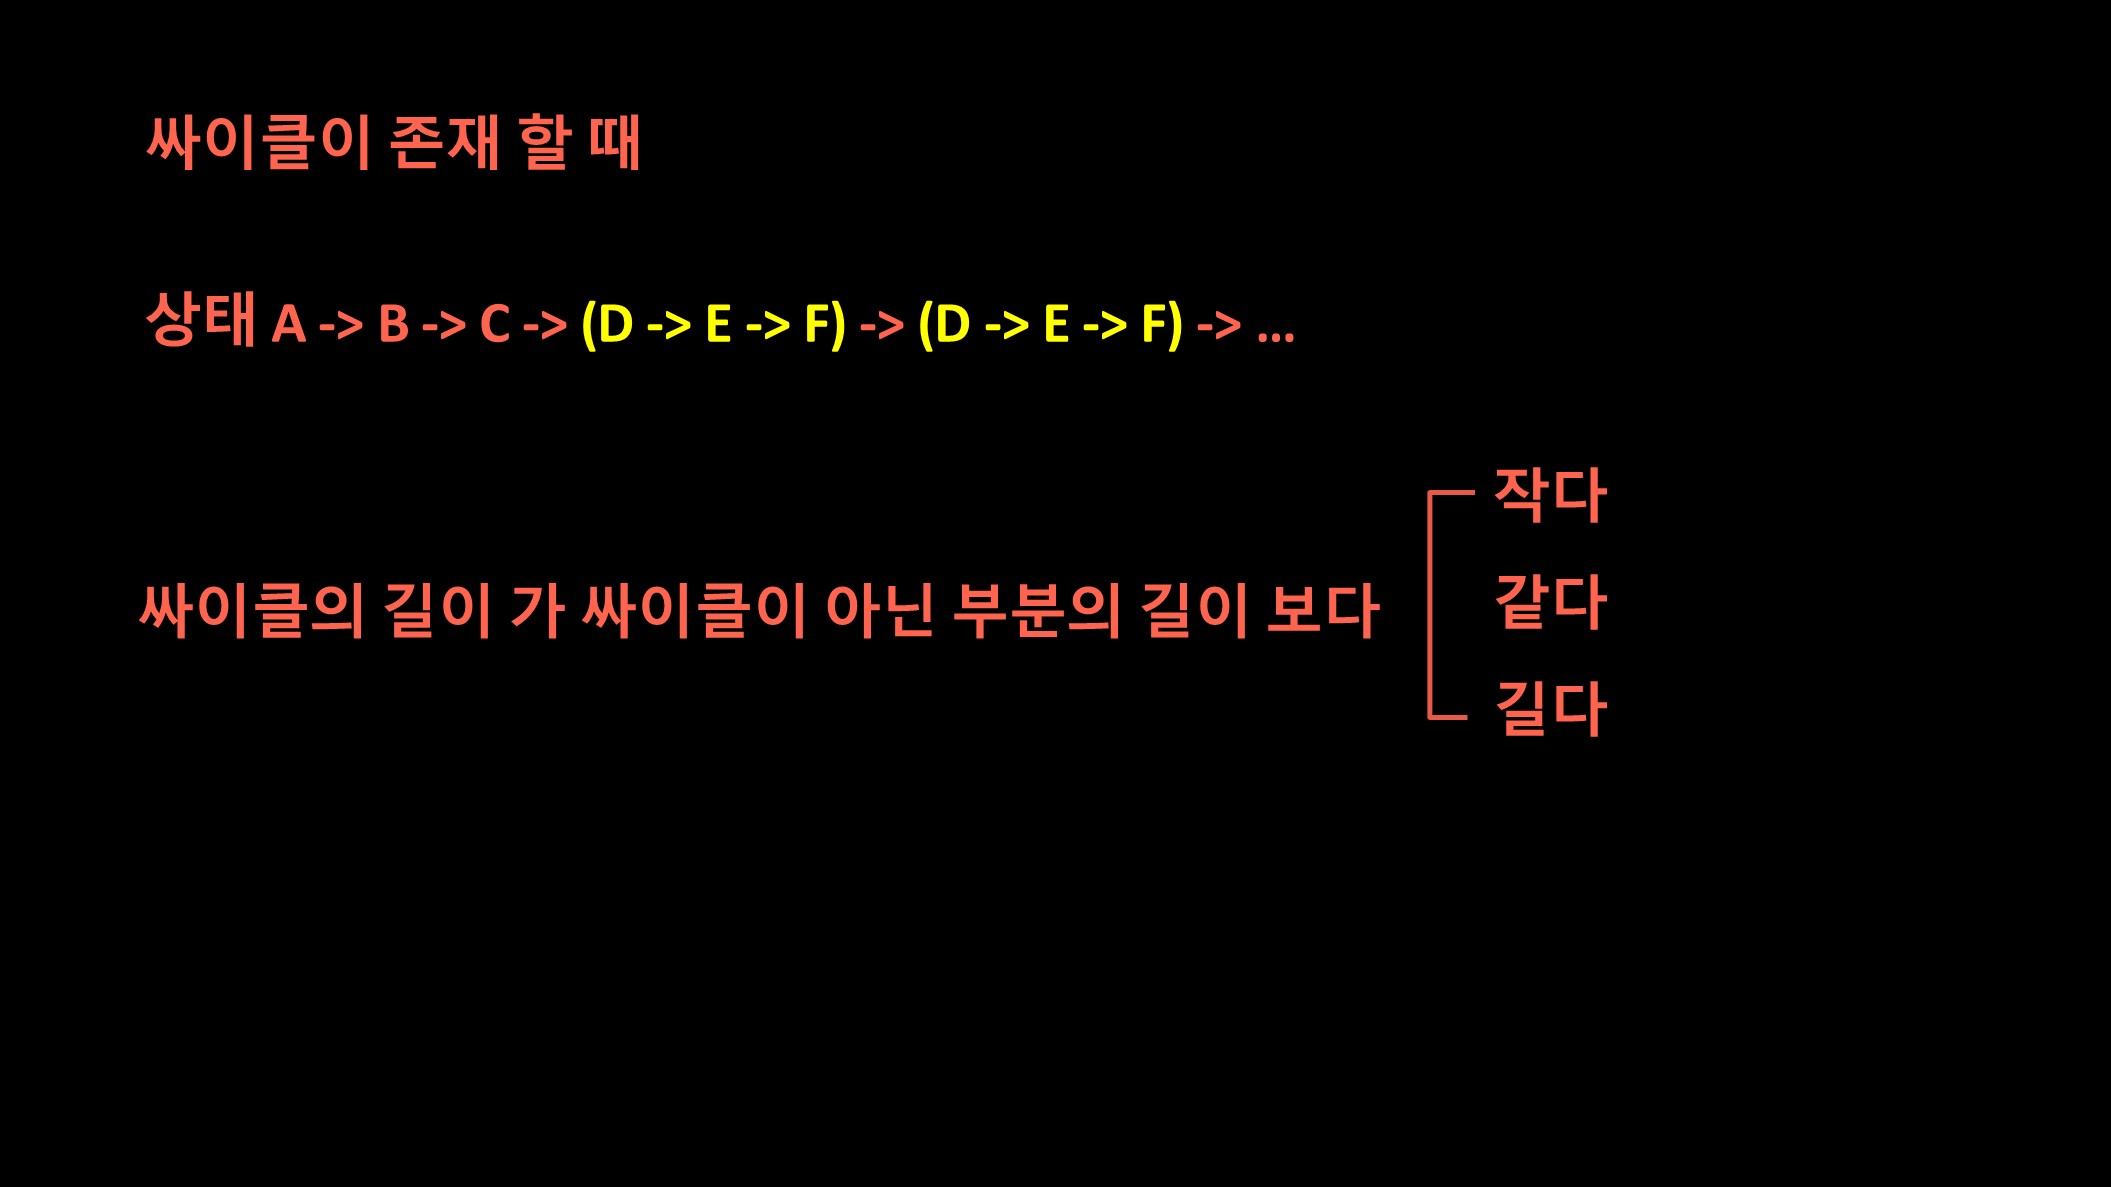 싸이클이 존재 할 때
상태 A -> B -> C -> (D -> E -> F) -> (D -> E -> F) -> ...
싸이클의 길이 가 싸이클이 아닌 부분의 길이 보다
작다
같다
길다